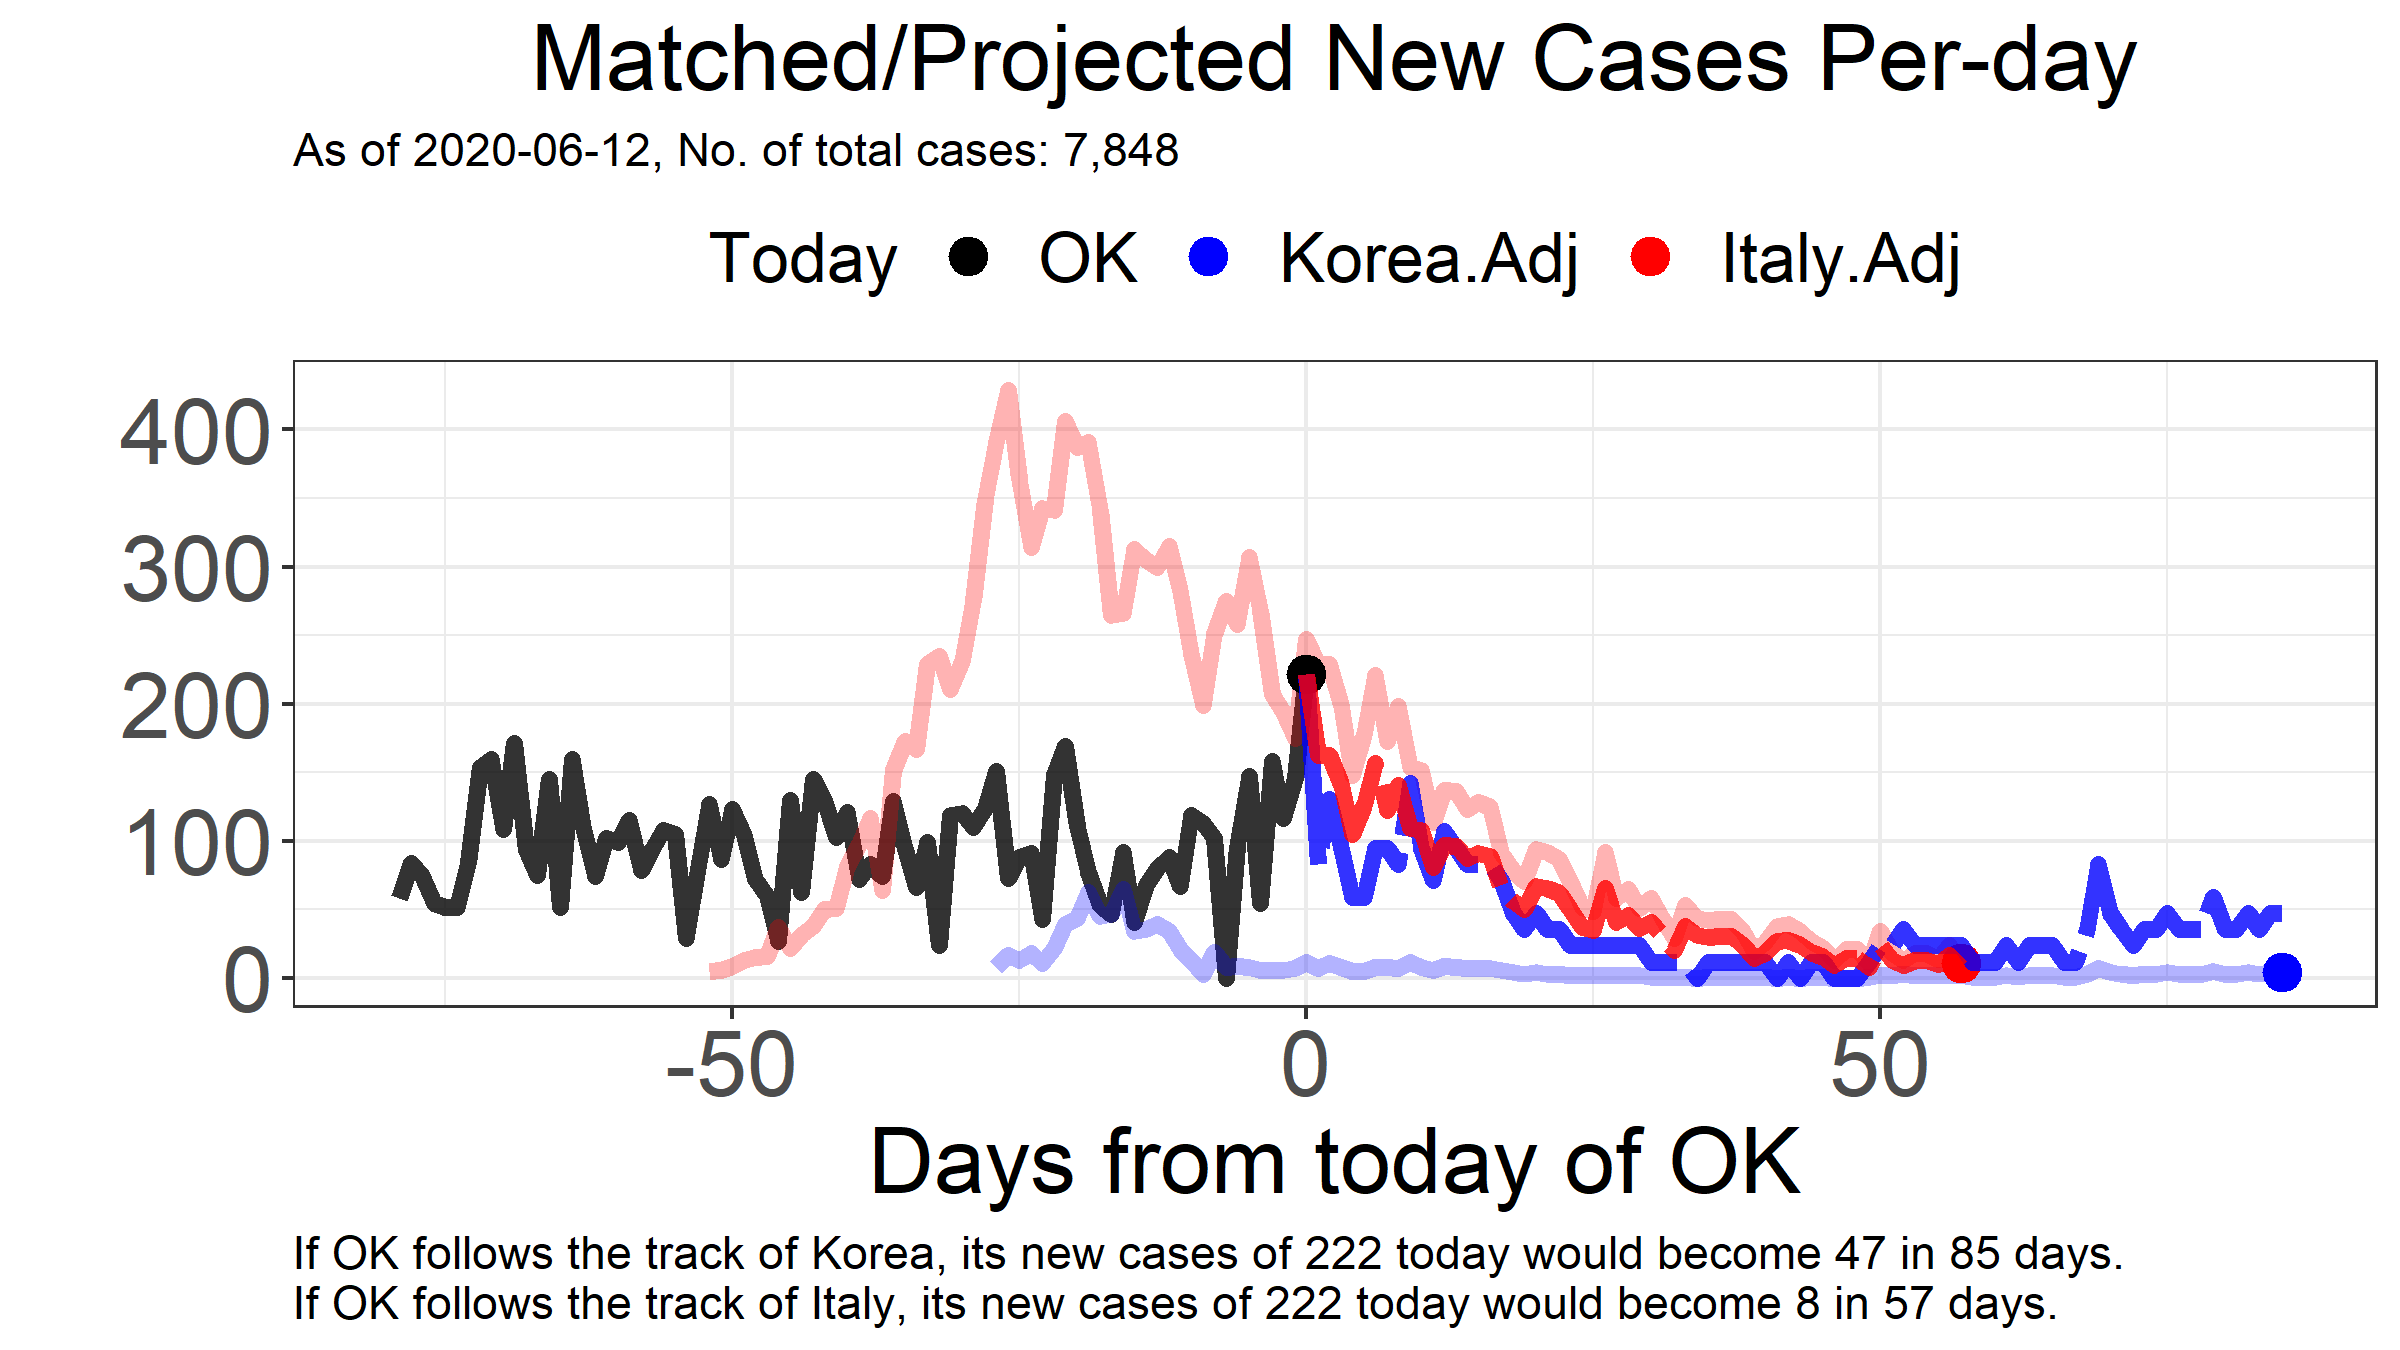 Matched/Projected New Cases Per-day
As of 2020-06-12, No. of total cases: 7,848
Today OK Korea.Adj Italy.Adj
400
300
200
100
0
-50 0 50
Days from today of OK
If OK follows the track of Korea, its new cases of 222 today would become 47 in 85 days.
If OK follows the track of Italy, its new cases of 222 today would become 8 in 57 days.